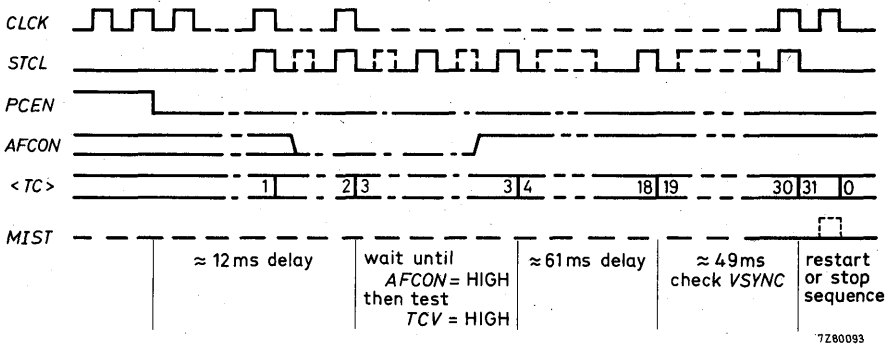 CLCK
STCL
PCEN
AFCON
<TC> 1 2 3 3 4 18 19 30 31 0
MIST
≈ 12 ms delay
wait until
AFCON = HIGH
then test
TCV = HIGH
≈ 61 ms delay
≈ 49 ms
check VSYNC
restart
or stop
sequence
7Z80093